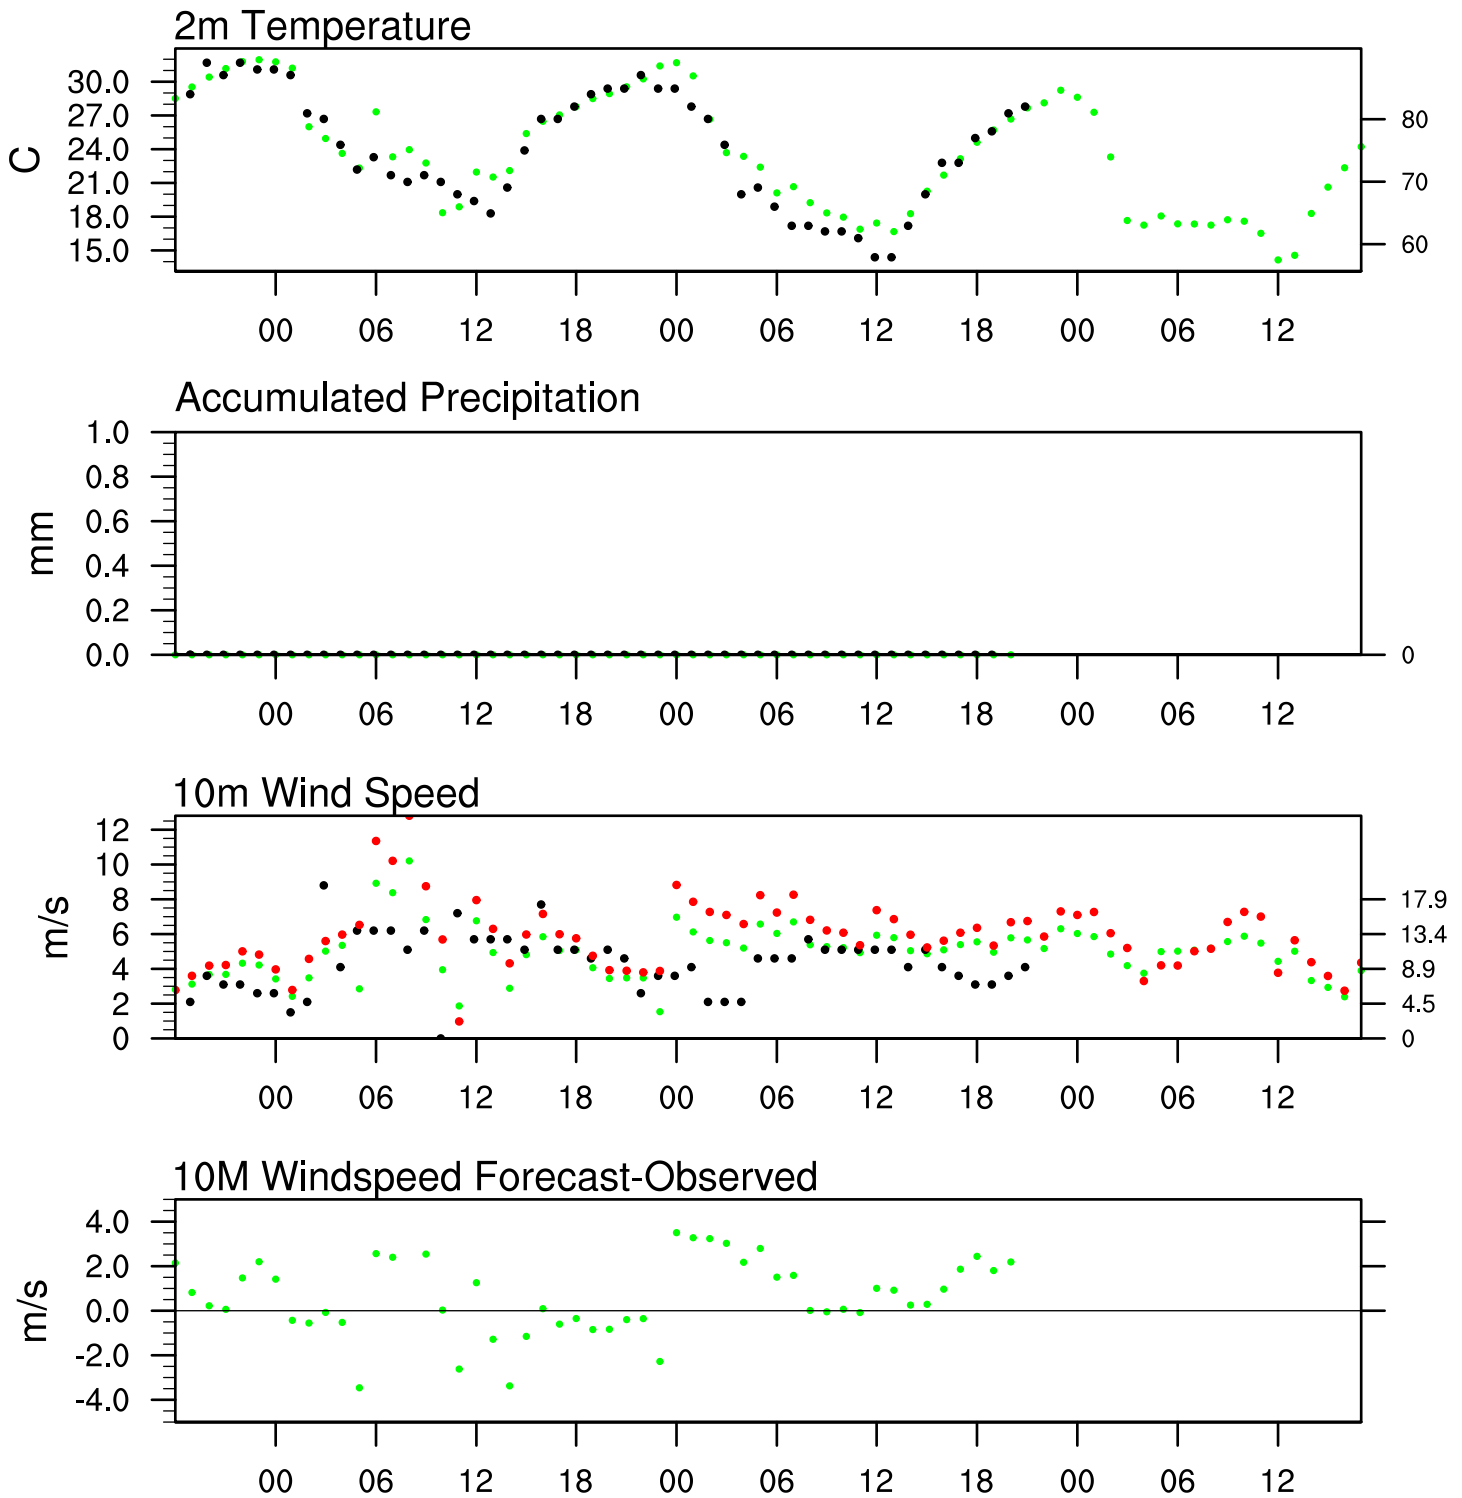 2m Temperature
30.0
27.0
80
24.0
C
21.0
70
18.0
15.0
60
00 06 12 18 00 06 12 18 00 06 12
Accumulated Precipitation
1.0
0.8
0.6
mm
0.4
0.2
0.0
0
00 06 12 18 00 06 12 18 00 06 12
10m Wind Speed
12
10
8
17.9
m/s
6
13.4
4
8.9
2
4.5
0
0
00 06 12 18 00 06 12 18 00 06 12
10M Windspeed Forecast-Observed
4.0
2.0
m/s
0.0
-2.0
-4.0
00 06 12 18 00 06 12 18 00 06 12